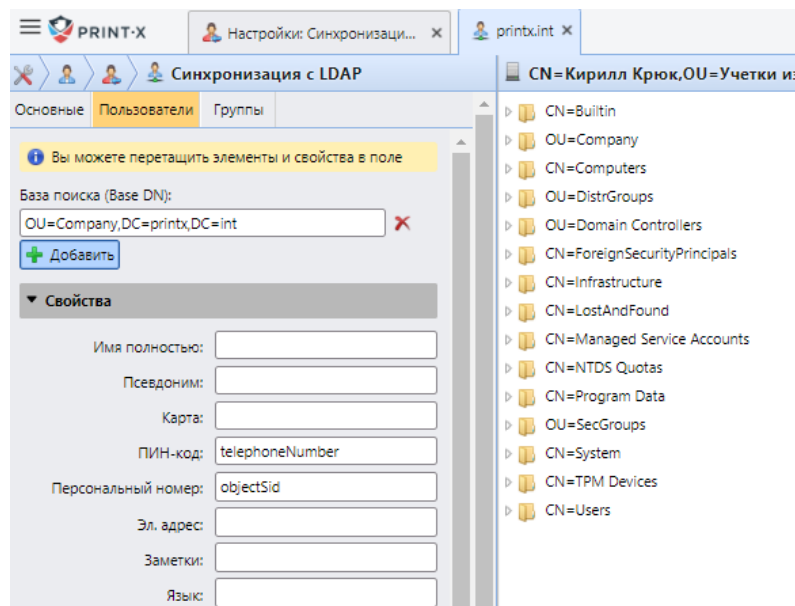 PRINT·X
Настройки: Синхронизаци...
printx.int
Синхронизация с LDAP
Основные Пользователи Группы
Вы можете перетащить элементы и свойства в поле
База поиска (Base DN):
OU=Company,DC=printx,DC=int
Добавить
Свойства
Имя полностью:
Псевдоним:
Карта:
ПИН-код: telephoneNumber
Персональный номер: objectSid
Эл. адрес:
Заметки:
Язык:
CN=Кирилл Крюк,OU=Учетки из
CN=Builtin
OU=Company
CN=Computers
OU=DistrGroups
OU=Domain Controllers
CN=ForeignSecurityPrincipals
CN=Infrastructure
CN=LostAndFound
CN=Managed Service Accounts
CN=NTDS Quotas
CN=Program Data
OU=SecGroups
CN=System
CN=TPM Devices
CN=Users